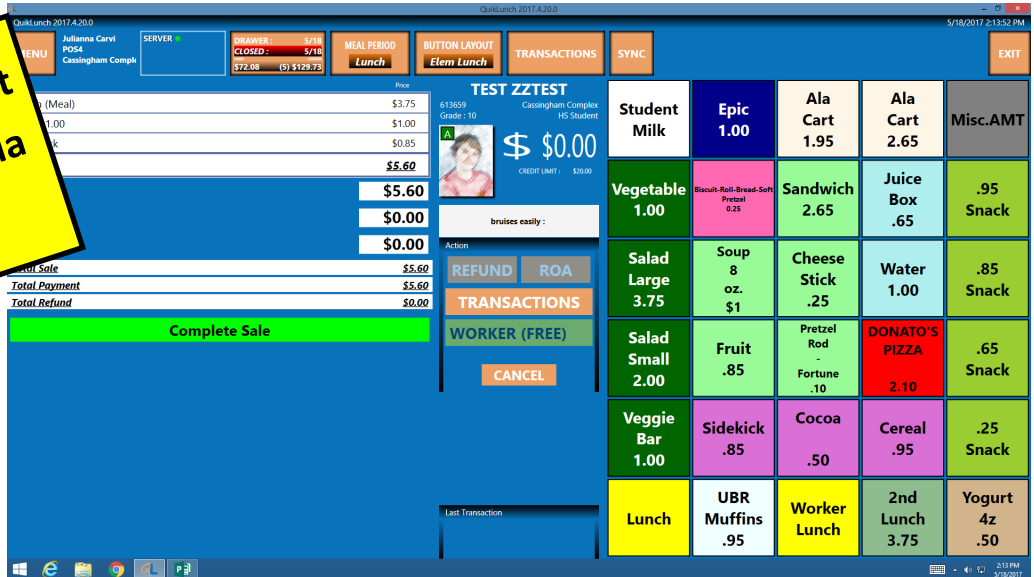 QuikLunch 2017.4.20.0
QuikLunch 2017.4.20.0
5/18/2017 2:13:52 PM
Julianna Carvi
POS4
SERVER
DRAWER : 5/18
CLOSED : 5/18
$72.08 (5) $129.73
MEAL PERIOD
Lunch
BUTTON LAYOUT
Elem Lunch
TRANSACTIONS
SYNC
EXIT
Cassingham Comple
Price
(Meal)
$3.75
1.00
$1.00
$0.85
$5.60
$5.60
$0.00
$0.00
Total Sale
$5.60
Total Payment
$5.60
Total Refund
$0.00
Complete Sale
TEST ZZTEST
613659
Cassingham Complex
Grade : 10
HS Student
A
$ $0.00
CREDIT LIMIT : $20.00
bruises easily :
Action
REFUND
ROA
TRANSACTIONS
WORKER (FREE)
CANCEL
Last Transaction
Student
Milk
Epic
1.00
Ala
Cart
1.95
Ala
Cart
2.65
Misc.AMT
Vegetable
1.00
Biscuit-Roll-Bread-Soft
Pretzel
0.25
Sandwich
2.65
Juice
Box
.65
.95
Snack
Salad
Large
3.75
Soup
8
oz.
$1
Cheese
Stick
.25
Water
1.00
.85
Snack
Salad
Small
2.00
Fruit
.85
Pretzel
Rod
-
Fortune
.10
DONATO'S
PIZZA
2.10
.65
Snack
Veggie
Bar
1.00
Sidekick
.85
Cocoa
.50
Cereal
.95
.25
Snack
Lunch
UBR
Muffins
.95
Worker
Lunch
2nd
Lunch
3.75
Yogurt
4z
.50
2:13 PM
5/18/2017